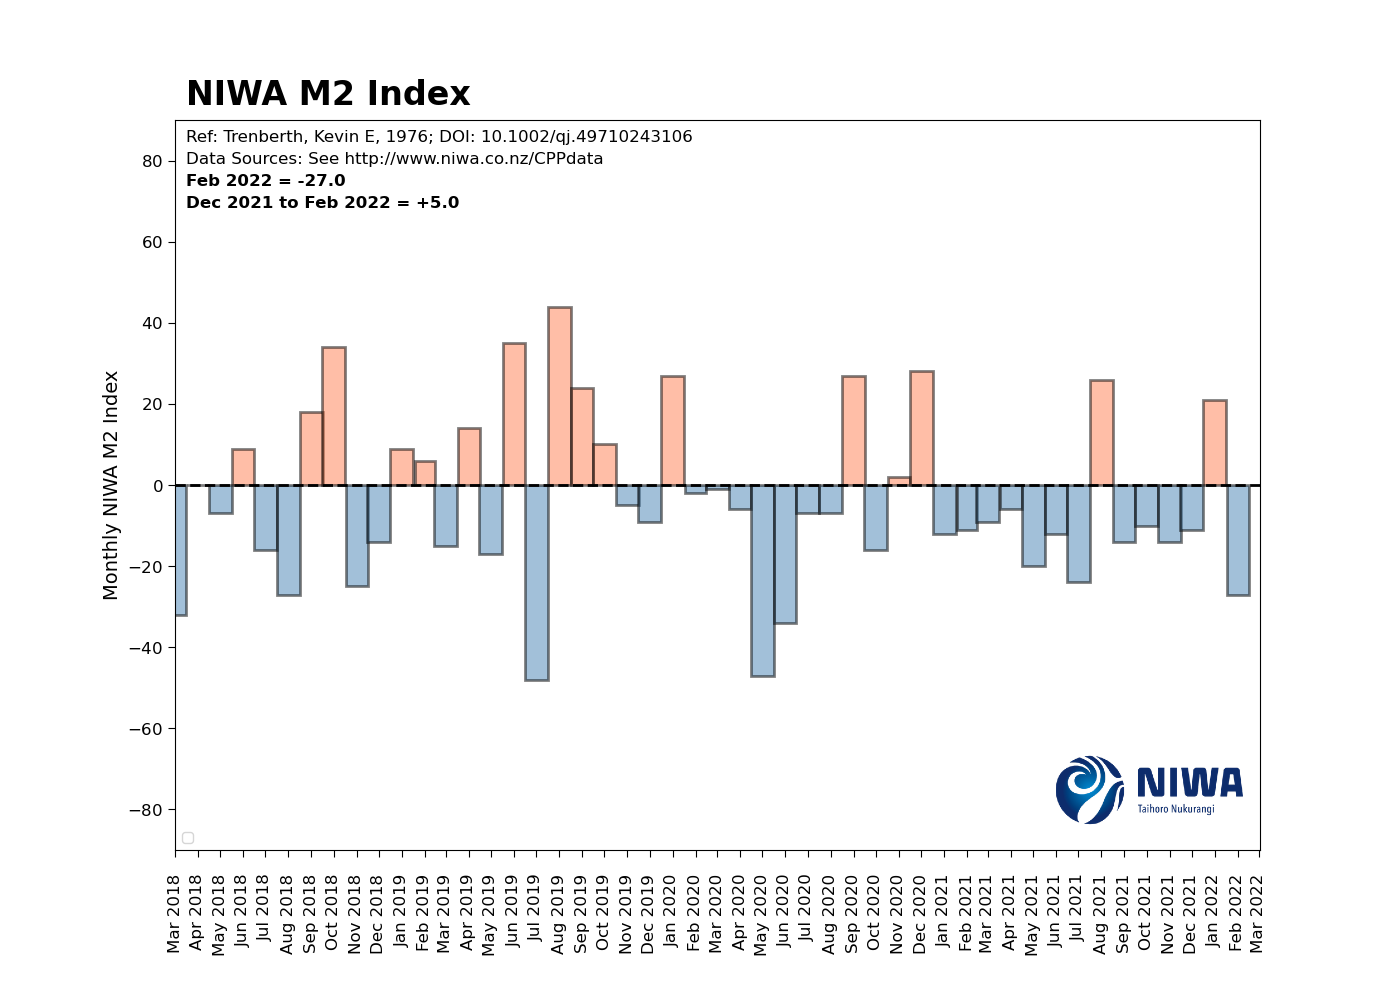 NIWA M2 Index
Ref: Trenberth, Kevin E, 1976; DOI: 10.1002/qj.49710243106
Data Sources: See http://www.niwa.co.nz/CPPdata
Feb 2022 = -27.0
Dec 2021 to Feb 2022 = +5.0
Monthly NIWA M2 Index
80
60
40
20
0
−20
−40
−60
−80
NIWA
Taihoro Nukurangi
Mar 2018
Apr 2018
May 2018
Jun 2018
Jul 2018
Aug 2018
Sep 2018
Oct 2018
Nov 2018
Dec 2018
Jan 2019
Feb 2019
Mar 2019
Apr 2019
May 2019
Jun 2019
Jul 2019
Aug 2019
Sep 2019
Oct 2019
Nov 2019
Dec 2019
Jan 2020
Feb 2020
Mar 2020
Apr 2020
May 2020
Jun 2020
Jul 2020
Aug 2020
Sep 2020
Oct 2020
Nov 2020
Dec 2020
Jan 2021
Feb 2021
Mar 2021
Apr 2021
May 2021
Jun 2021
Jul 2021
Aug 2021
Sep 2021
Oct 2021
Nov 2021
Dec 2021
Jan 2022
Feb 2022
Mar 2022